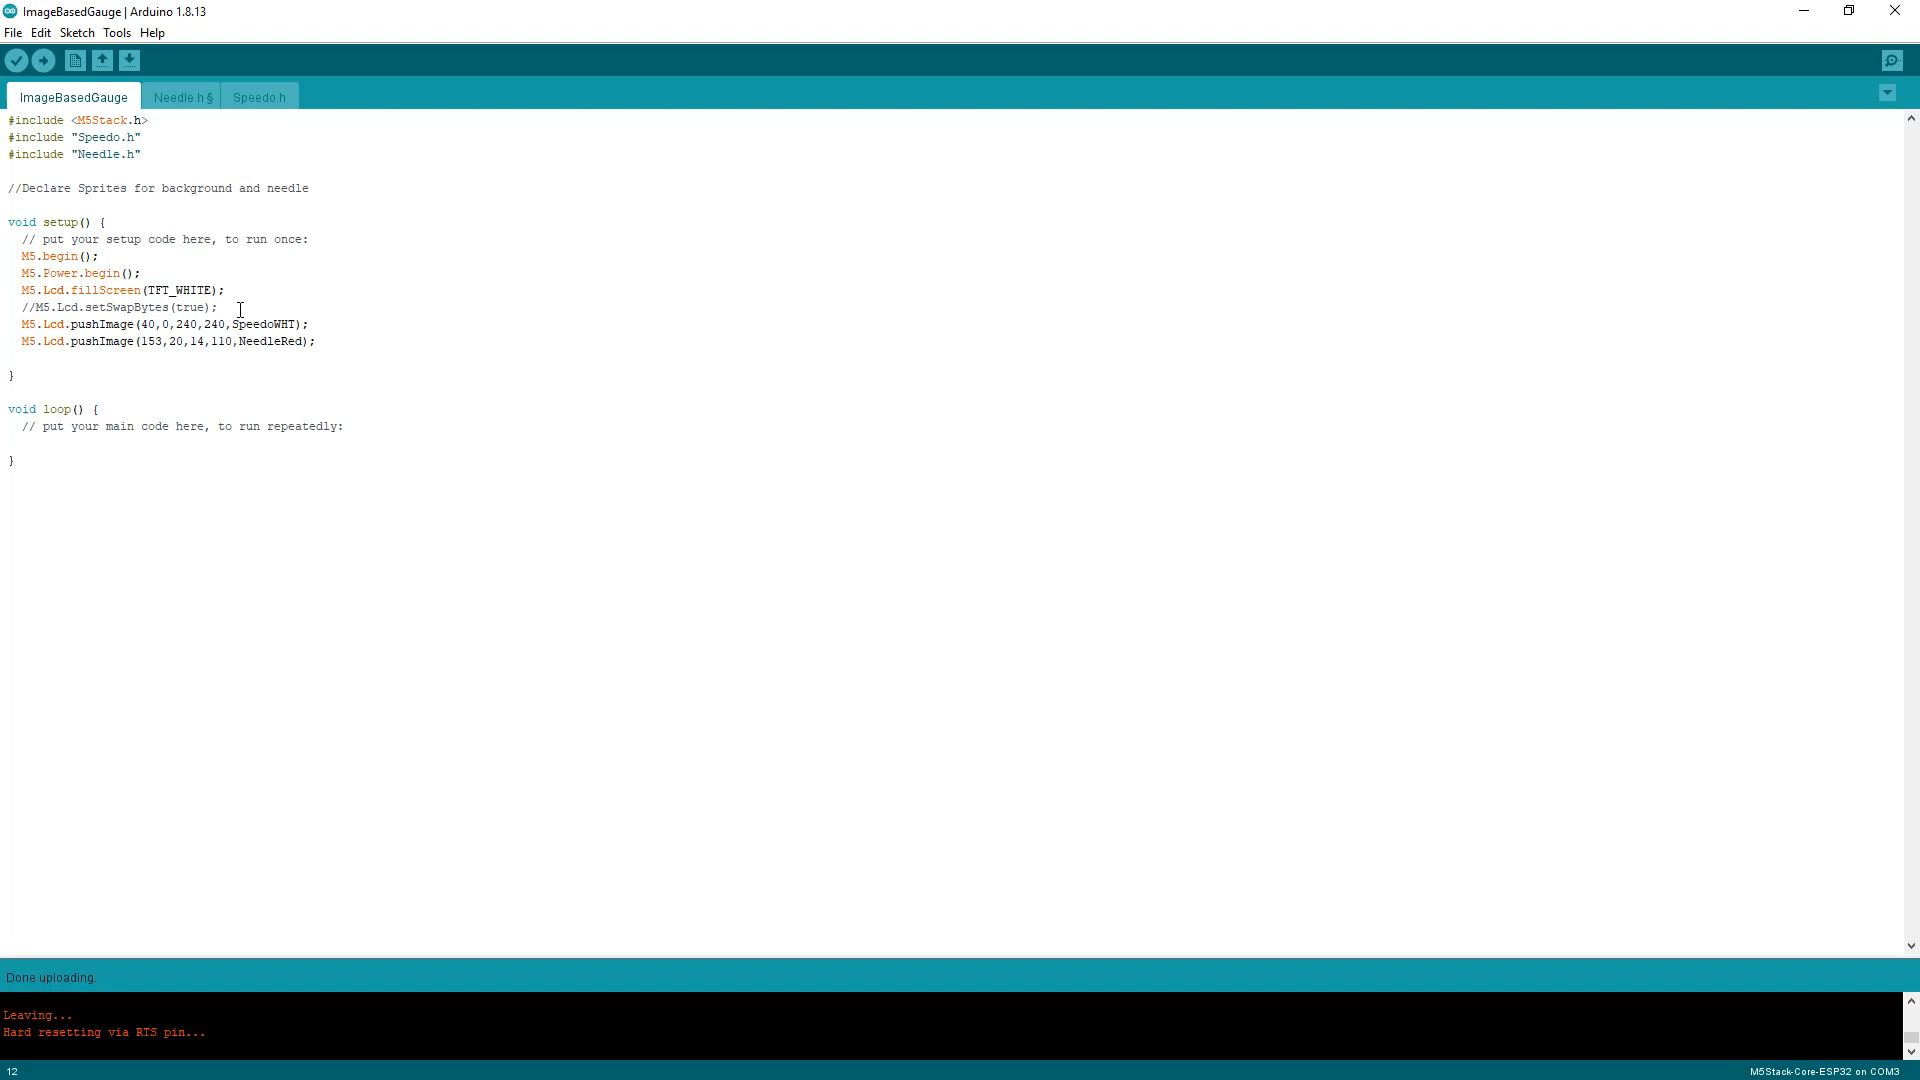 ImageBasedGauge | Arduino 1.8.13
File Edit Sketch Tools Help
ImageBasedGauge Needle.h § Speedo.h
#include <M5Stack.h>
#include "Speedo.h"
#include "Needle.h"
//Declare Sprites for background and needle
void setup() {
// put your setup code here, to run once:
M5.begin();
M5.Power.begin();
M5.Lcd.fillScreen(TFT_WHITE);
//M5.Lcd.setSwapBytes(true);
M5.Lcd.pushImage(40,0,240,240,SpeedoWHT);
M5.Lcd.pushImage(153,20,14,110,NeedleRed);
}
void loop() {
// put your main code here, to run repeatedly:
}
Done uploading.
Leaving...
Hard resetting via RTS pin...
12 M5Stack-Core-ESP32 on COM3